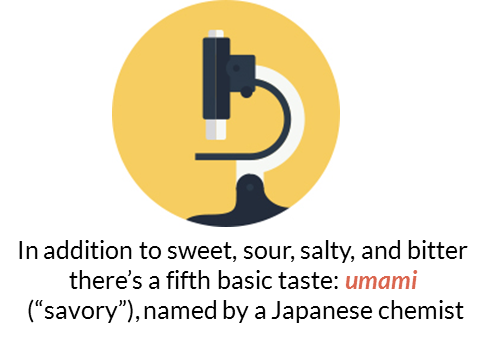 In addition to sweet, sour, salty, and bitter
there’s a fifth basic taste: umami
(“savory”), named by a Japanese chemist